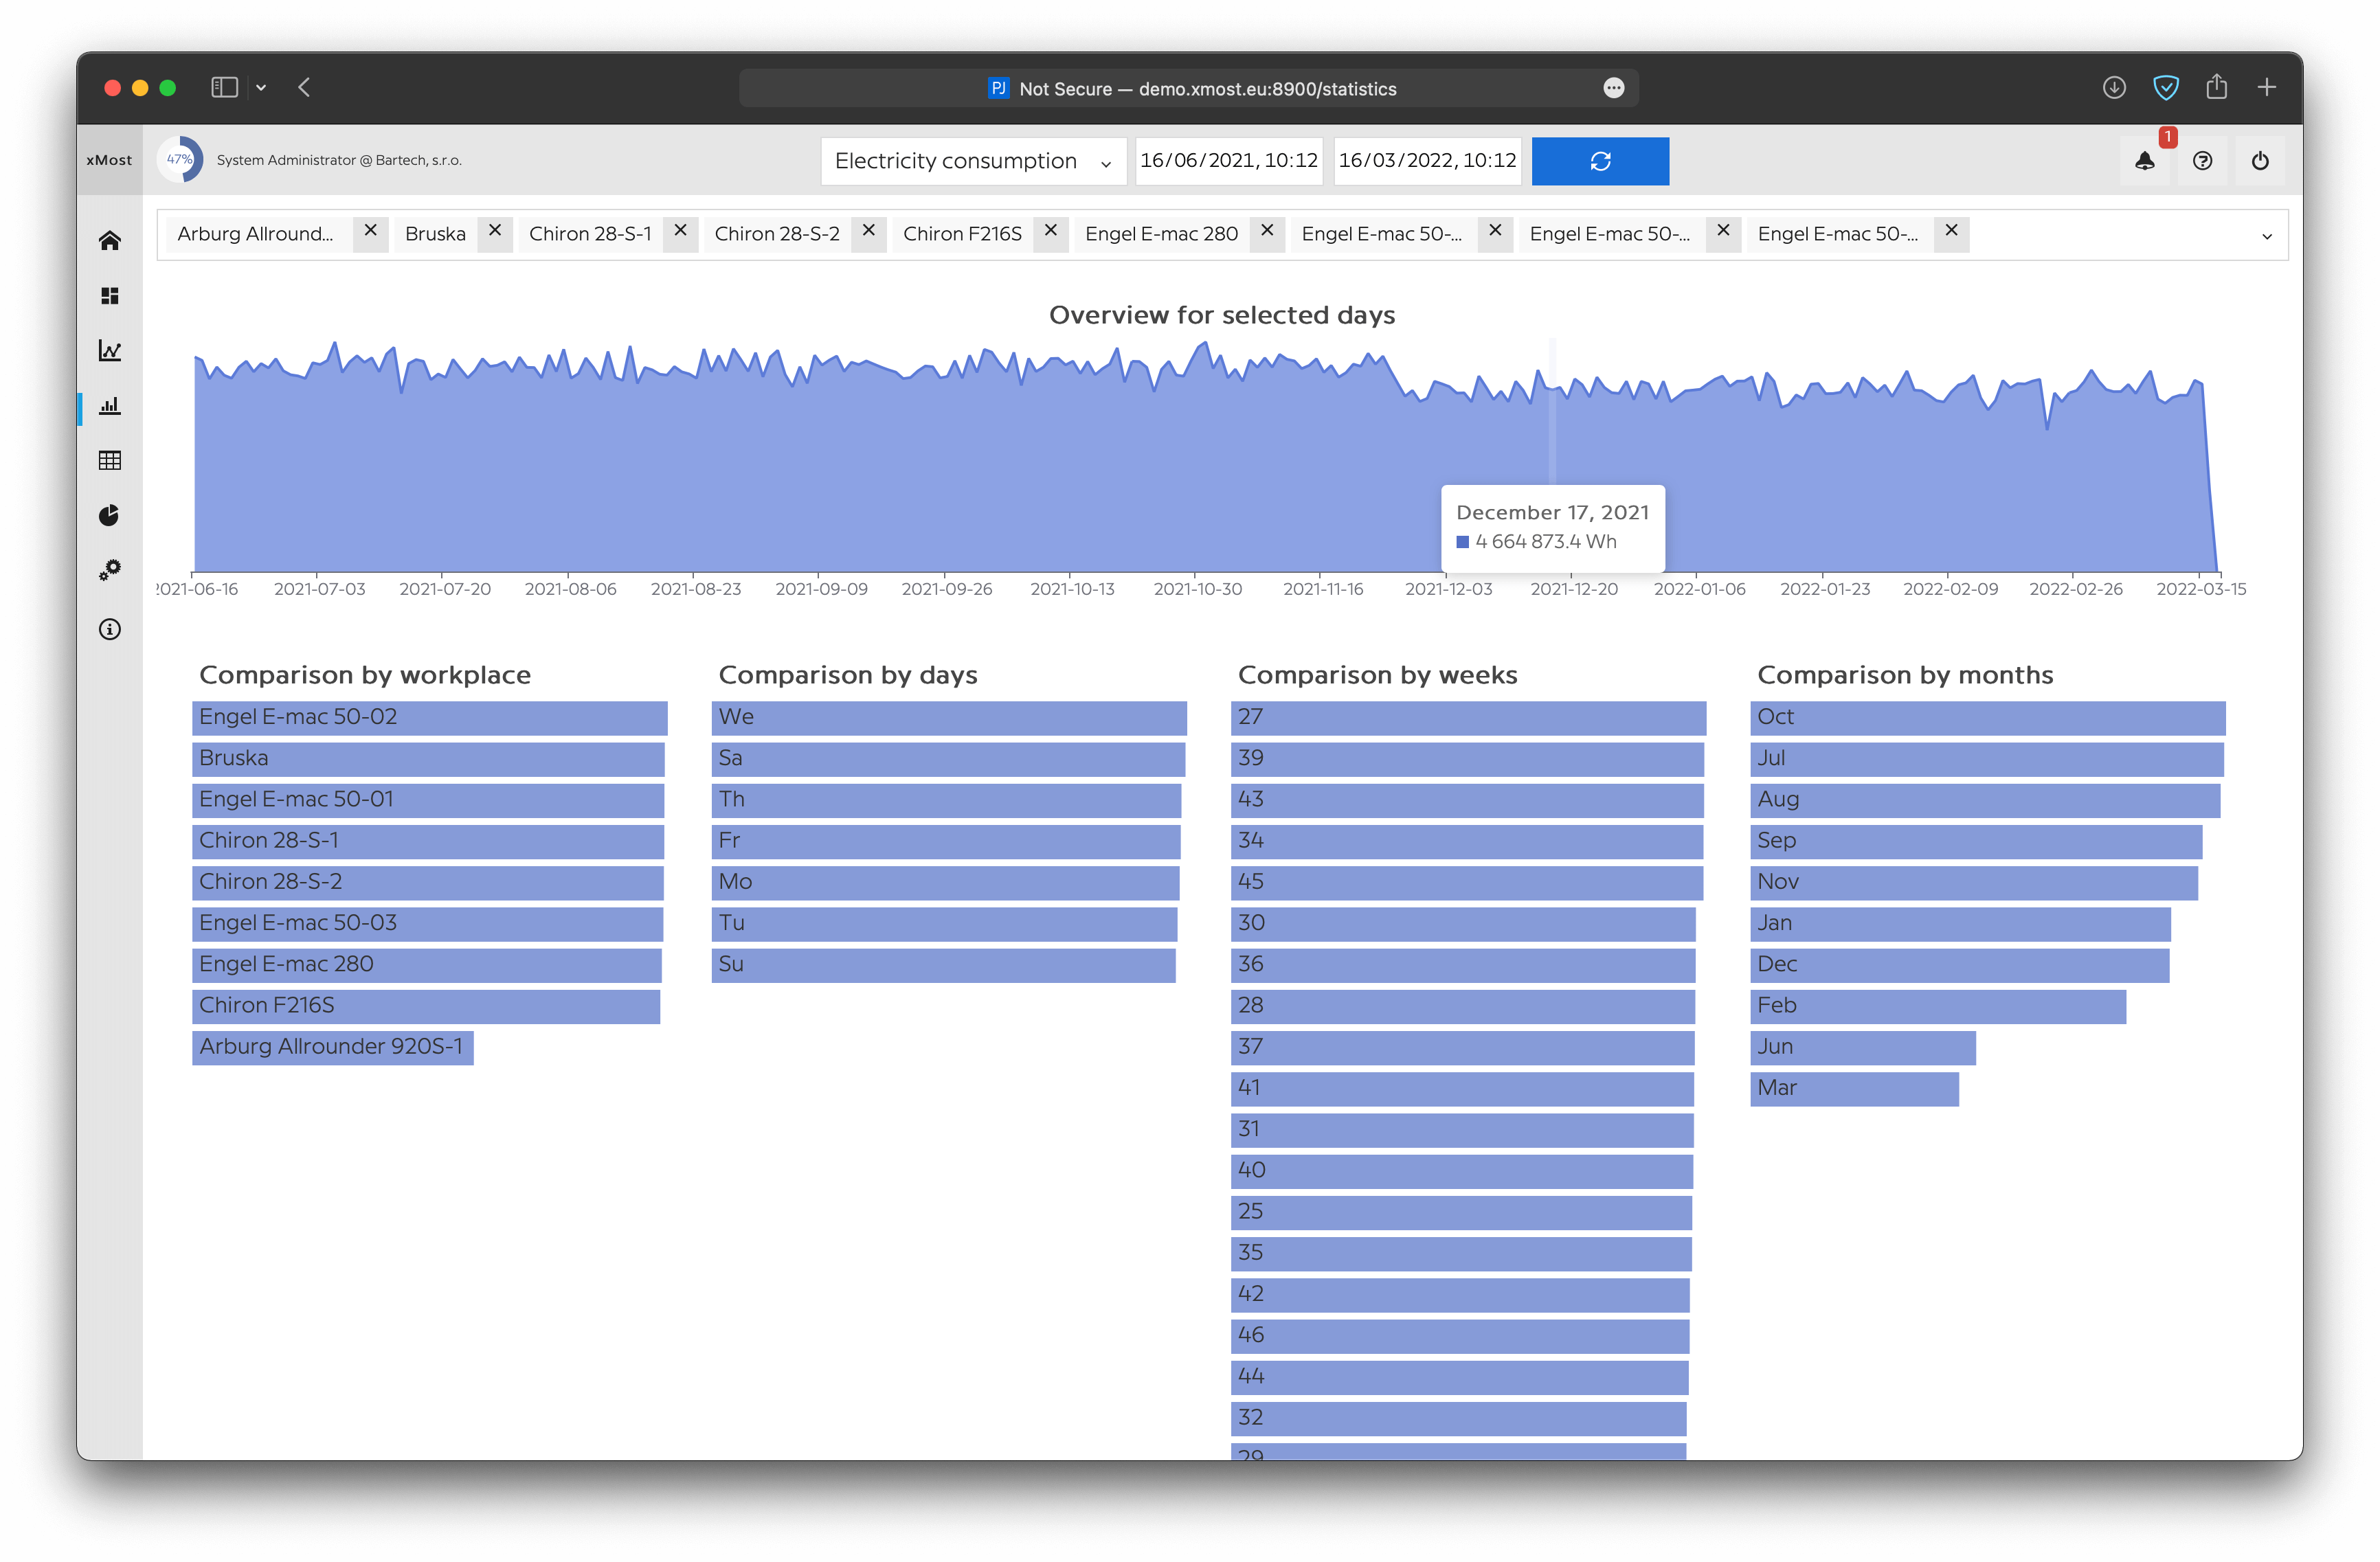 PJ Not Secure — demo.xmost.eu:8900/statistics
xMost 47% System Administrator @ Bartech, s.r.o. Electricity consumption 16/06/2021, 10:12 16/03/2022, 10:12 1
Arburg Allround... Bruska Chiron 28-S-1 Chiron 28-S-2 Chiron F216S Engel E-mac 280 Engel E-mac 50-... Engel E-mac 50-... Engel E-mac 50-...
Overview for selected days
December 17, 2021
4 664 873.4 Wh
2021-06-16 2021-07-03 2021-07-20 2021-08-06 2021-08-23 2021-09-09 2021-09-26 2021-10-13 2021-10-30 2021-11-16 2021-12-03 2021-12-20 2022-01-06 2022-01-23 2022-02-09 2022-02-26 2022-03-15
Comparison by workplace
Engel E-mac 50-02
Bruska
Engel E-mac 50-01
Chiron 28-S-1
Chiron 28-S-2
Engel E-mac 50-03
Engel E-mac 280
Chiron F216S
Arburg Allrounder 920S-1
Comparison by days
We
Sa
Th
Fr
Mo
Tu
Su
Comparison by weeks
27
39
43
34
45
30
36
28
37
41
31
40
25
35
42
46
44
32
29
Comparison by months
Oct
Jul
Aug
Sep
Nov
Jan
Dec
Feb
Jun
Mar